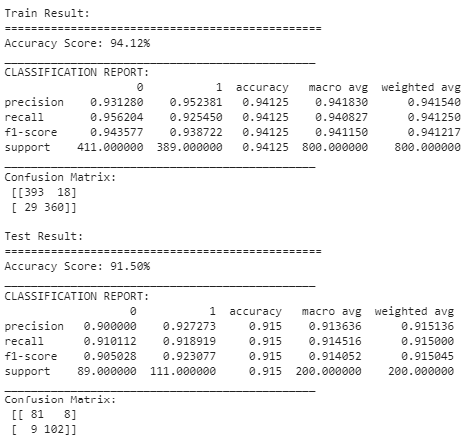 Train Result:
================================================
Accuracy Score: 94.12%
_______________________________________________
CLASSIFICATION REPORT:
                    0           1  accuracy   macro avg  weighted avg
precision    0.931280    0.952381   0.94125    0.941830      0.941540
recall       0.956204    0.925450   0.94125    0.940827      0.941250
f1-score     0.943577    0.938722   0.94125    0.941150      0.941217
support    411.000000  389.000000   0.94125  800.000000    800.000000
_______________________________________________
Confusion Matrix:
 [[393  18]
 [ 29 360]]
Test Result:
================================================
Accuracy Score: 91.50%
_______________________________________________
CLASSIFICATION REPORT:
                   0           1  accuracy   macro avg  weighted avg
precision   0.900000    0.927273     0.915    0.913636      0.915136
recall      0.910112    0.918919     0.915    0.914516      0.915000
f1-score    0.905028    0.923077     0.915    0.914052      0.915045
support    89.000000  111.000000     0.915  200.000000    200.000000
_______________________________________________
Confusion Matrix:
 [[ 81   8]
 [  9 102]]